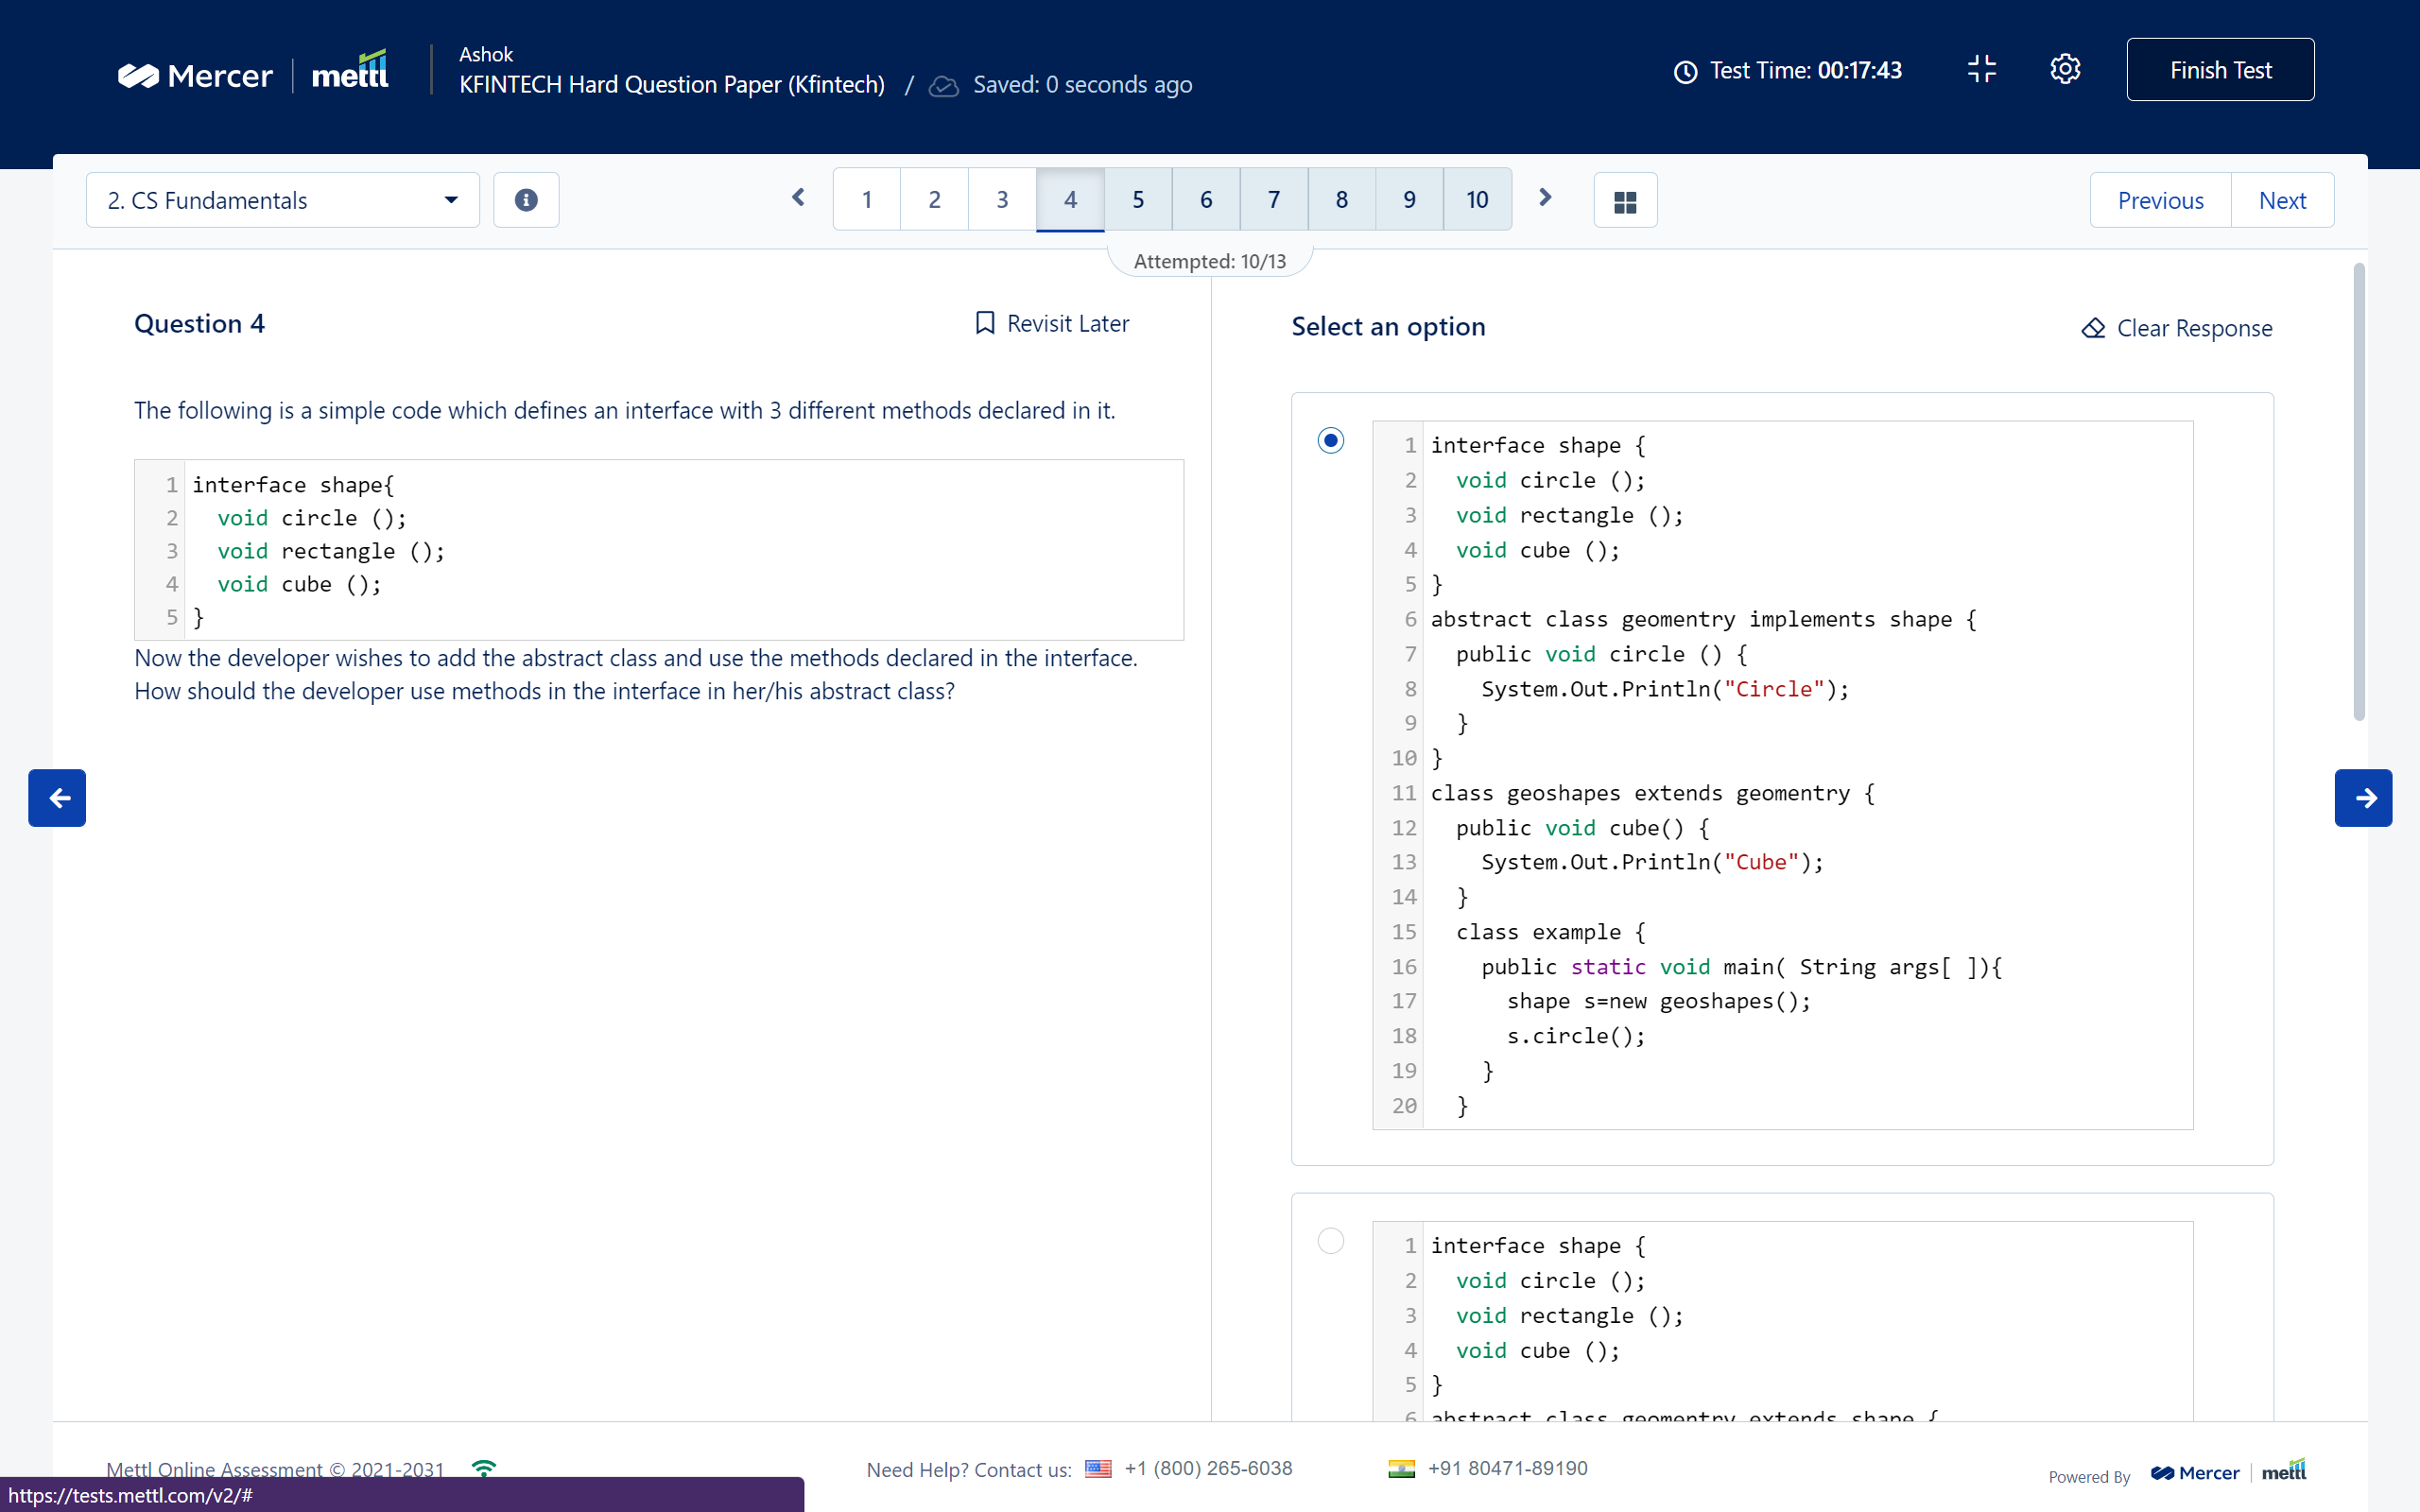 Mercer | mettl
Ashok
KFINTECH Hard Question Paper (Kfintech) / Saved: 0 seconds ago
Test Time: 00:17:43
Finish Test
2. CS Fundamentals
1 2 3 4 5 6 7 8 9 10
Previous Next
Attempted: 10/13
Question 4
Revisit Later
The following is a simple code which defines an interface with 3 different methods declared in it.
1 interface shape{
2   void circle ();
3   void rectangle ();
4   void cube ();
5 }
Now the developer wishes to add the abstract class and use the methods declared in the interface.
How should the developer use methods in the interface in her/his abstract class?
Select an option
Clear Response
1 interface shape {
2   void circle ();
3   void rectangle ();
4   void cube ();
5 }
6 abstract class geomentry implements shape {
7   public void circle () {
8     System.Out.Println("Circle");
9   }
10 }
11 class geoshapes extends geomentry {
12   public void cube() {
13     System.Out.Println("Cube");
14   }
15   class example {
16     public static void main( String args[ ]){
17       shape s=new geoshapes();
18       s.circle();
19     }
20   }
1 interface shape {
2   void circle ();
3   void rectangle ();
4   void cube ();
5 }
6 abstract class geomentry extends shape {
Mettl Online Assessment © 2021-2031
Need Help? Contact us: +1 (800) 265-6038 +91 80471-89190
Powered By Mercer | mettl
https://tests.mettl.com/v2/#